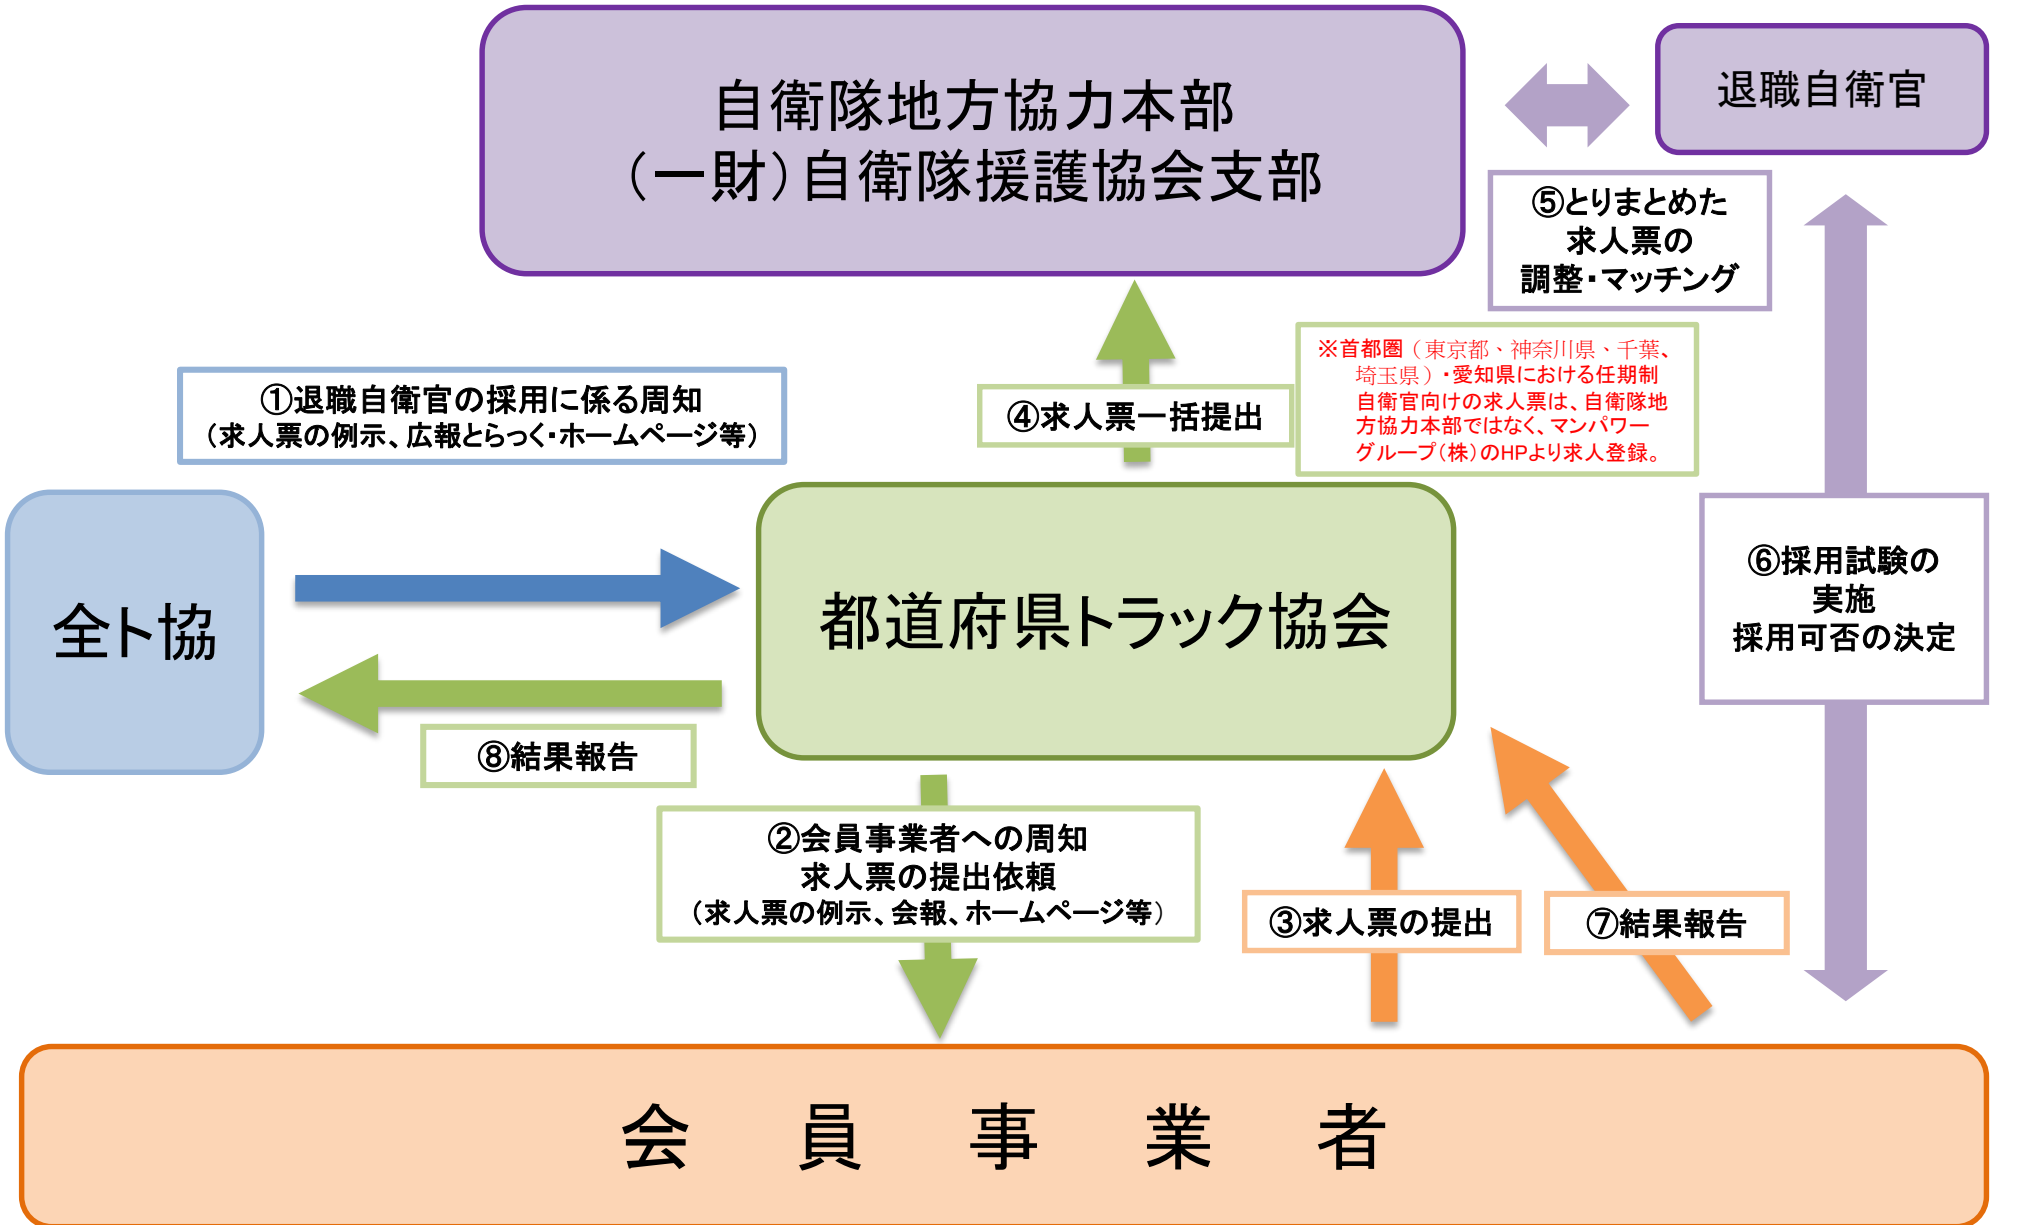 自衛隊地方協力本部
（一財）自衛隊援護協会支部
退職自衛官
⑤とりまとめた
求人票の
調整・マッチング
※首都圏（東京都、神奈川県、千葉、
埼玉県）・愛知県における任期制
自衛官向けの求人票は、自衛隊地
方協力本部ではなく、マンパワー
グループ（株）のHPより求人登録。
①退職自衛官の採用に係る周知
（求人票の例示、広報とらっく・ホームページ等）
④求人票一括提出
全ト協
都道府県トラック協会
⑥採用試験の
実施
採用可否の決定
⑧結果報告
②会員事業者への周知
求人票の提出依頼
（求人票の例示、会報、ホームページ等）
③求人票の提出
⑦結果報告
会員事業者